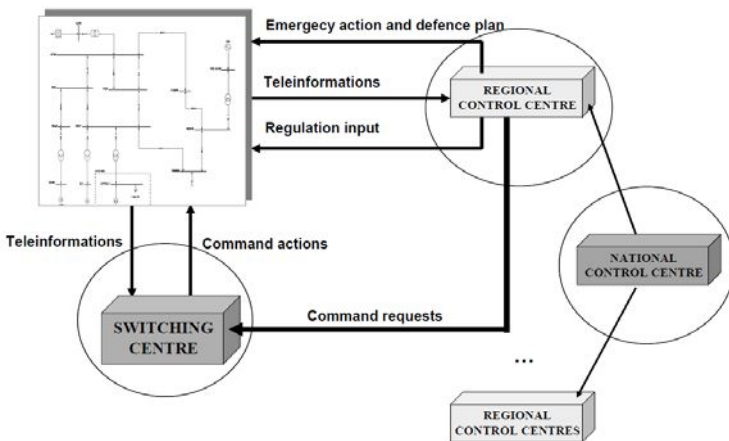 Emergecy action and defence plan
Teleinformations
REGIONAL
CONTROL CENTRE
Regulation input
Teleinformations
Command actions
NATIONAL
CONTROL CENTRE
SWITCHING
CENTRE
Command requests
...
REGIONAL
CONTROL CENTRES